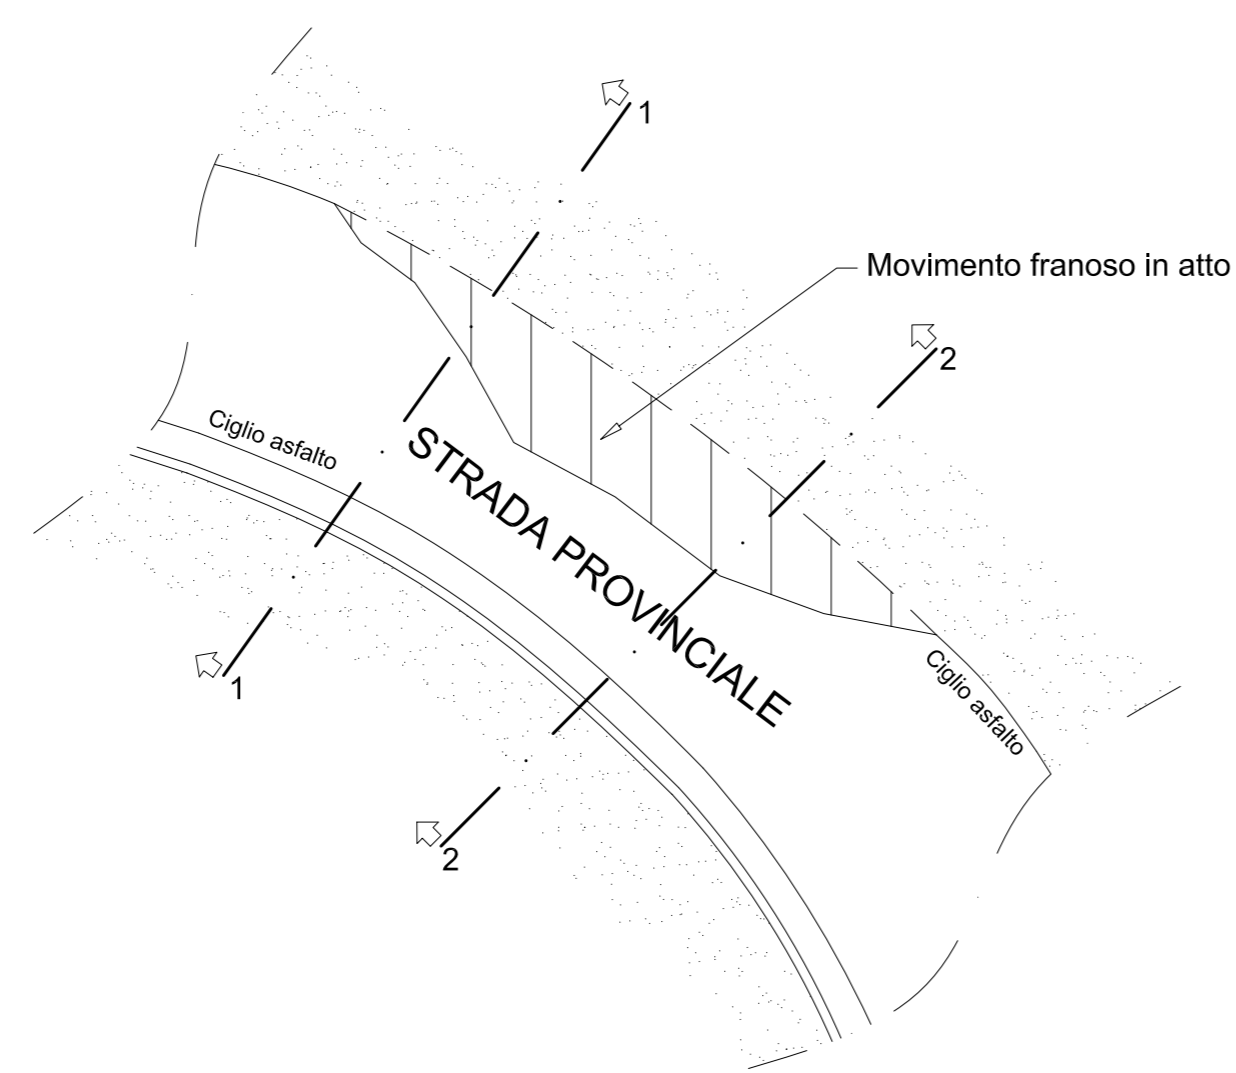 1
Movimento franoso in atto
2
Ciglio asfalto
STRADA PROVINCIALE
Ciglio asfalto
1
2